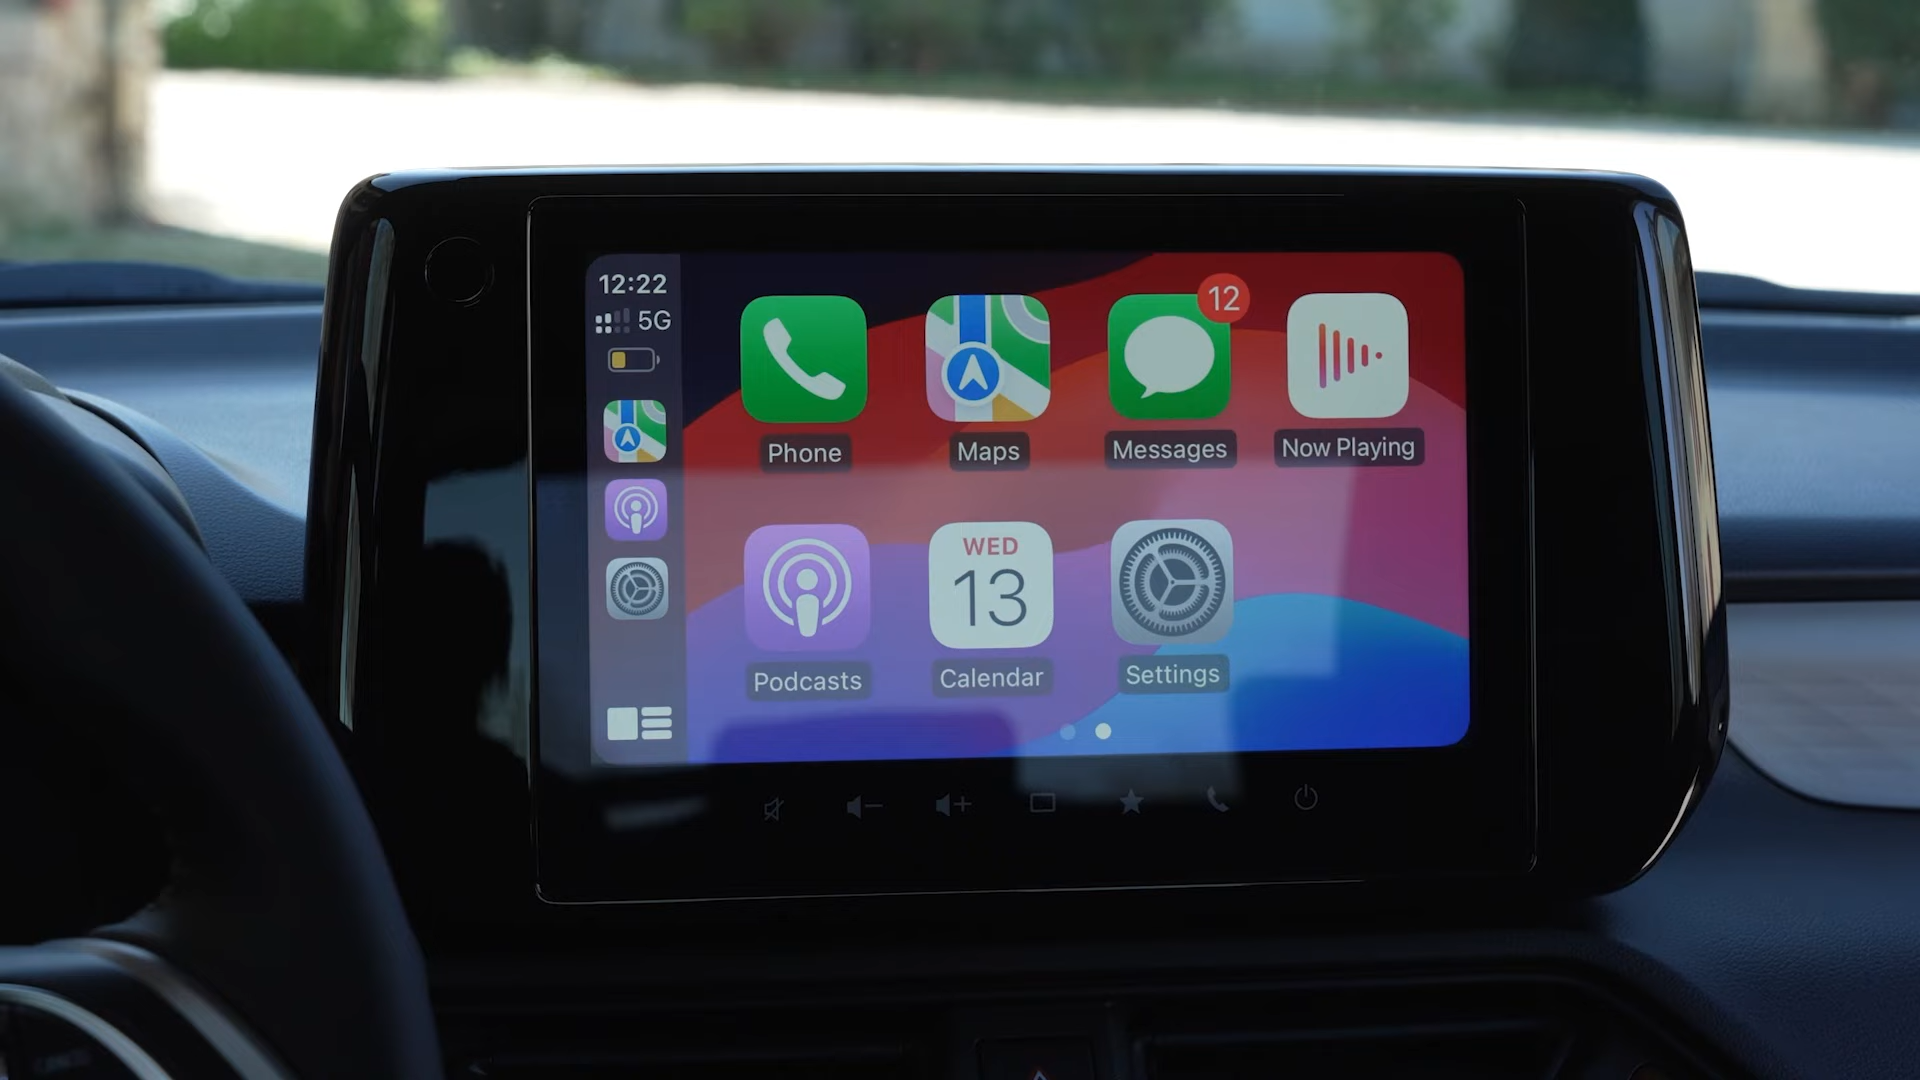 12:22
5G
12
Phone
Maps
Messages
Now Playing
WED
13
Podcasts
Calendar
Settings